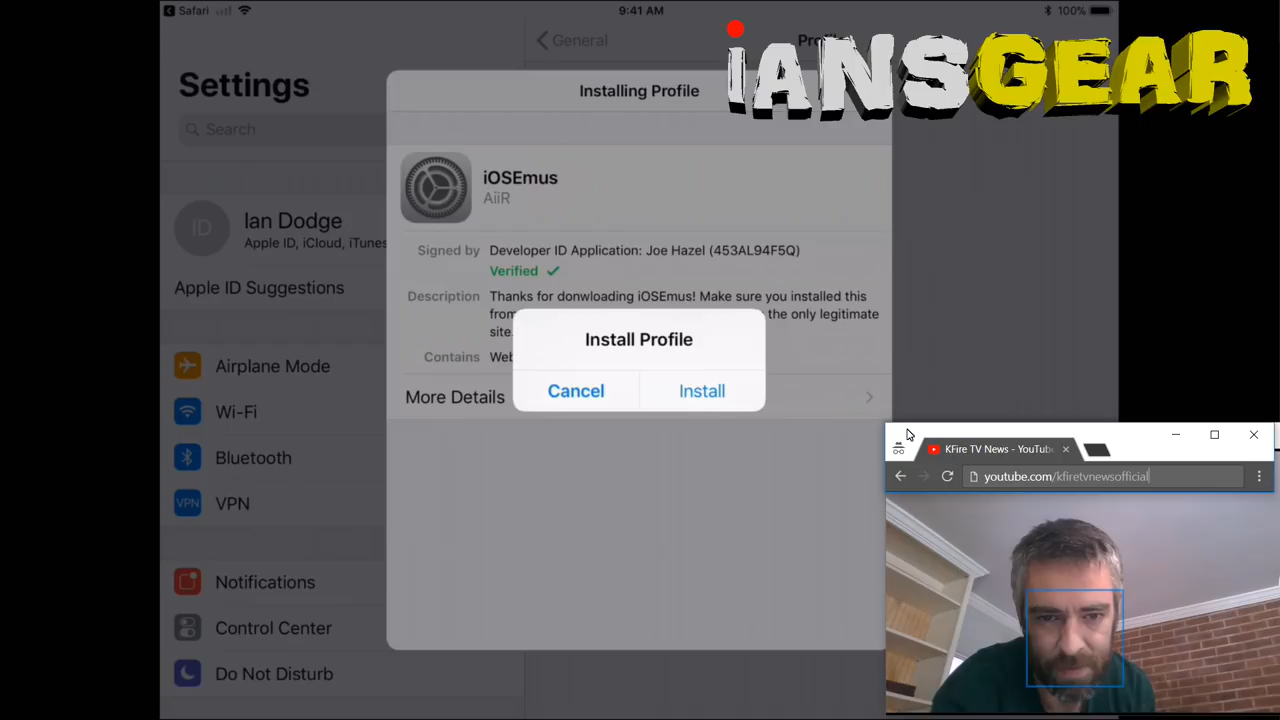 Safari
9:41 AM
100%
General
iANSGEAR
Settings
Search
Installing Profile
iOSEmus
AiiR
ID
Ian Dodge
Apple ID, iCloud, iTunes
Signed by Developer ID Application: Joe Hazel (453AL94F5Q)
Verified
Apple ID Suggestions
Description Thanks for donwloading iOSEmus! Make sure you installed this
from the only legitimate
site.
Contains
Install Profile
Cancel Install
More Details
Airplane Mode
Wi-Fi
Bluetooth
VPN VPN
Notifications
Control Center
Do Not Disturb
KFire TV News - YouTube
youtube.com/kfiretvnewsofficial